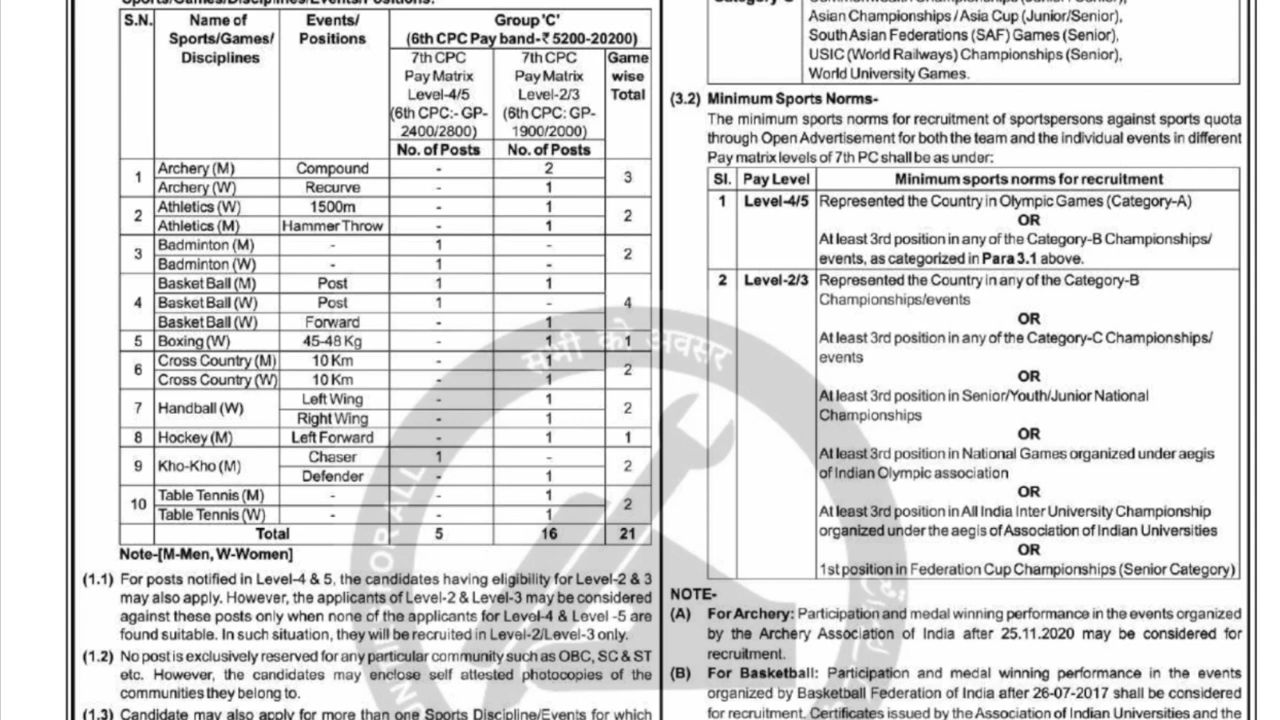 Sports/Games/Disciplines/Events/Positions:
S.N. Name of Sports/Games/ Disciplines Events/ Positions Group 'C' (6th CPC Pay band-₹ 5200-20200)
7th CPC Pay Matrix Level-4/5 (6th CPC:- GP-2400/2800) 7th CPC Pay Matrix Level-2/3 (6th CPC: GP-1900/2000) Game wise Total
No. of Posts No. of Posts
1 Archery (M) Compound - 2 3
Archery (W) Recurve - 1
2 Athletics (W) 1500m - 1 2
Athletics (M) Hammer Throw - 1
3 Badminton (M) - 1 - 2
Badminton (W) - 1 -
4 Basket Ball (M) Post 1 1 4
Basket Ball (W) Post 1 -
Basket Ball (W) Forward - 1
5 Boxing (W) 45-48 Kg - 1 1
6 Cross Country (M) 10 Km - 1 2
Cross Country (W) 10 Km - 1
7 Handball (W) Left Wing - 1 2
Right Wing - 1
8 Hockey (M) Left Forward - 1 1
9 Kho-Kho (M) Chaser 1 - 2
Defender - 1
10 Table Tennis (M) - - 1 2
Table Tennis (W) - - 1
Total 5 16 21
Note-[M-Men, W-Women]
(1.1) For posts notified in Level-4 & 5, the candidates having eligibility for Level-2 & 3
may also apply. However, the applicants of Level-2 & Level-3 may be considered
against these posts only when none of the applicants for Level-4 & Level -5 are
found suitable. In such situation, they will be recruited in Level-2/Level-3 only.
(1.2) No post is exclusively reserved for any particular community such as OBC, SC & ST
etc. However, the candidates may enclose self attested photocopies of the
communities they belong to.
(1.3) Candidate may also apply for more than one Sports Discipline/Events for which
Category-C Commonwealth Championships (Junior/Senior),
Asian Championships / Asia Cup (Junior/Senior),
South Asian Federations (SAF) Games (Senior),
USIC (World Railways) Championships (Senior),
World University Games.
(3.2) Minimum Sports Norms-
The minimum sports norms for recruitment of sportspersons against sports quota
through Open Advertisement for both the team and the individual events in different
Pay matrix levels of 7th PC shall be as under:
Sl. Pay Level Minimum sports norms for recruitment
1 Level-4/5 Represented the Country in Olympic Games (Category-A)
OR
At least 3rd position in any of the Category-B Championships/
events, as categorized in Para 3.1 above.
2 Level-2/3 Represented the Country in any of the Category-B
Championships/events
OR
At least 3rd position in any of the Category-C Championships/
events
OR
At least 3rd position in Senior/Youth/Junior National
Championships
OR
At least 3rd position in National Games organized under aegis
of Indian Olympic association
OR
At least 3rd position in All India Inter University Championship
organized under the aegis of Association of Indian Universities
OR
1st position in Federation Cup Championships (Senior Category)
NOTE-
(A) For Archery: Participation and medal winning performance in the events organized
by the Archery Association of India after 25.11.2020 may be considered for
recruitment.
(B) For Basketball: Participation and medal winning performance in the events
organized by Basketball Federation of India after 26-07-2017 shall be considered
for recruitment. Certificates issued by the Association of Indian Universities and the
सभी को अवसर